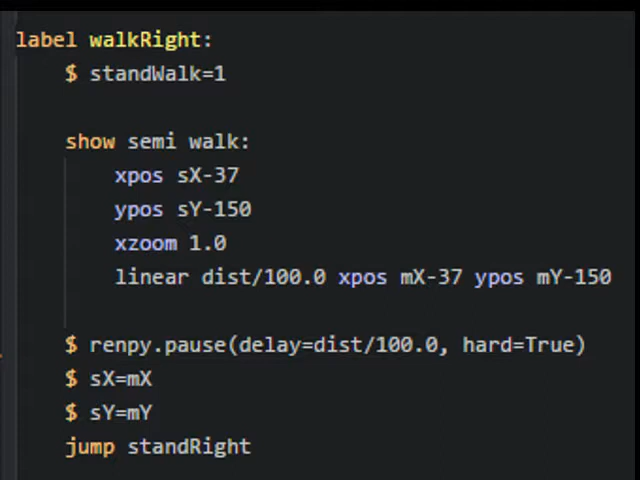 label walkRight:
$ standWalk=1
show semi walk:
xpos sX-37
ypos sY-150
xzoom 1.0
linear dist/100.0 xpos mX-37 ypos mY-150
$ renpy.pause(delay=dist/100.0, hard=True)
$ sX=mX
$ sY=mY
jump standRight